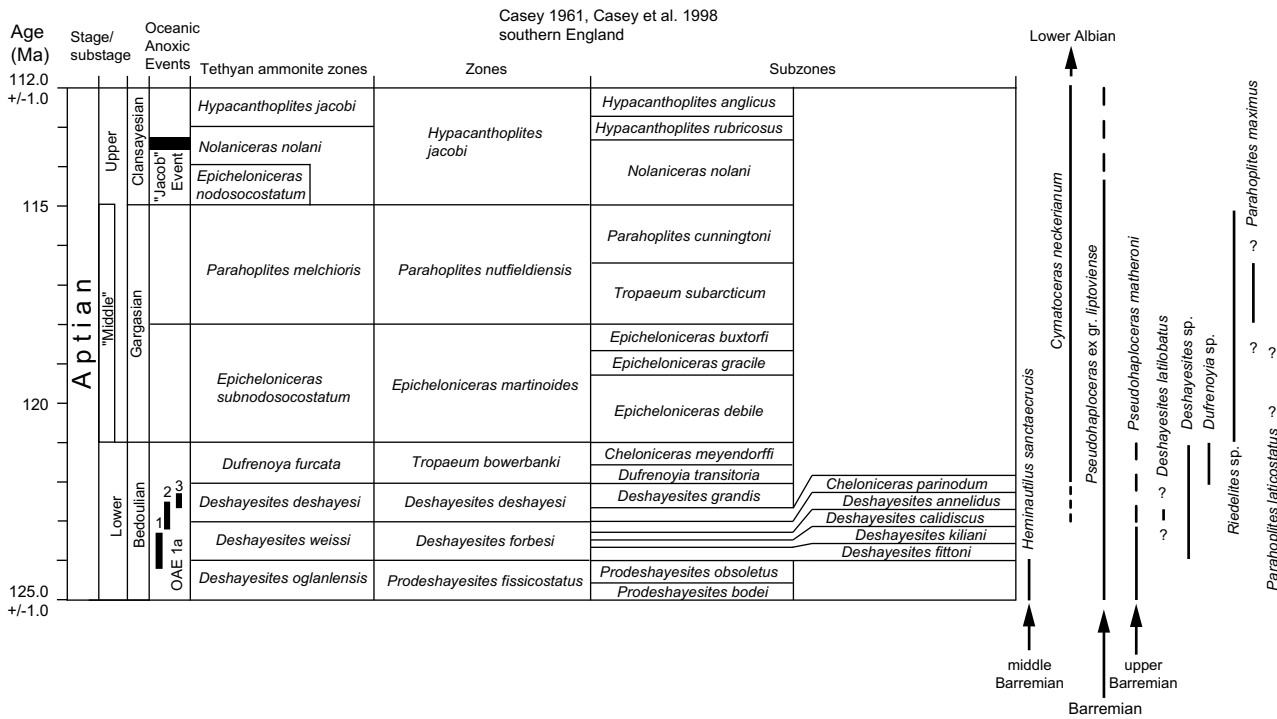 Casey 1961, Casey et al. 1998
southern England
Age
(Ma)
Stage/
substage
Oceanic
Anoxic
Events
Tethyan ammonite zones
Zones
Subzones
112.0
+/-1.0
115
120
125.0
+/-1.0
Aptian
Upper
"Middle"
Lower
Clansayesian
Gargasian
Bedoulian
"Jacob"
Event
1
2
3
OAE 1a
Hypacanthoplites jacobi
Nolaniceras nolani
Epicheloniceras
nodosocostatum
Parahoplites melchioris
Epicheloniceras
subnodosocostatum
Dufrenoya furcata
Deshayesites deshayesi
Deshayesites weissi
Deshayesites oglanlensis
Hypacanthoplites
jacobi
Parahoplites nutfieldiensis
Epicheloniceras martinoides
Tropaeum bowerbanki
Deshayesites deshayesi
Deshayesites forbesi
Prodeshayesites fissicostatus
Hypacanthoplites anglicus
Hypacanthoplites rubricosus
Nolaniceras nolani
Parahoplites cunningtoni
Tropaeum subarcticum
Epicheloniceras buxtorfi
Epicheloniceras gracile
Epicheloniceras debile
Cheloniceras meyendorffi
Dufrenoyia transitoria
Deshayesites grandis
Cheloniceras parinodum
Deshayesites annelidus
Deshayesites calidiscus
Deshayesites kiliani
Deshayesites fittoni
Prodeshayesites obsoletus
Prodeshayesites bodei
Lower Albian
Heminautilus sanctaecrucis
Cymatoceras neckerianum
Pseudohaploceras ex gr. liptoviense
Pseudohaploceras matheroni
Deshayesites latilobatus
?
?
Deshayesites sp.
Dufrenoyia sp.
Riedelites sp.
Parahoplites maximus
?
?
?
?
Parahoplites laticostatus
middle
Barremian
Barremian
upper
Barremian